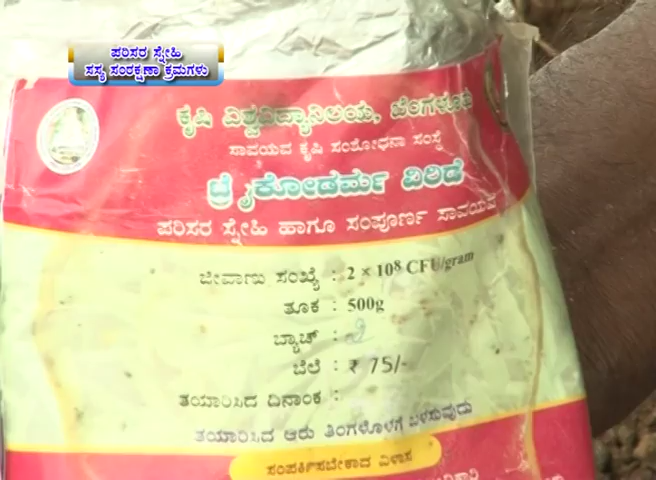 ಪರಿಸರ ಸ್ನೇಹಿ
ಸಸ್ಯ ಸಂರಕ್ಷಣಾ ಕ್ರಮಗಳು
ಕೃಷಿ ವಿಶ್ವವಿದ್ಯಾನಿಲಯ, ಬೆಂಗಳೂರು
ಸಾವಯವ ಕೃಷಿ ಸಂಶೋಧನಾ ಸಂಸ್ಥೆ
ಟ್ರೈಕೋಡರ್ಮ ವಿರಿಡೆ
ಪರಿಸರ ಸ್ನೇಹಿ ಹಾಗೂ ಸಂಪೂರ್ಣ ಸಾವಯವ
ಜೀವಾಣು ಸಂಖ್ಯೆ : 2 × 10⁸ CFU/gram
ತೂಕ : 500g
ಬ್ಯಾಚ್ :
ಬೆಲೆ : ₹ 75/-
ತಯಾರಿಸಿದ ದಿನಾಂಕ :
ತಯಾರಿಸಿದ ಆರು ತಿಂಗಳೊಳಗೆ ಬಳಸುವುದು
ಸಂಪರ್ಕಿಸಬೇಕಾದ ವಿಳಾಸ